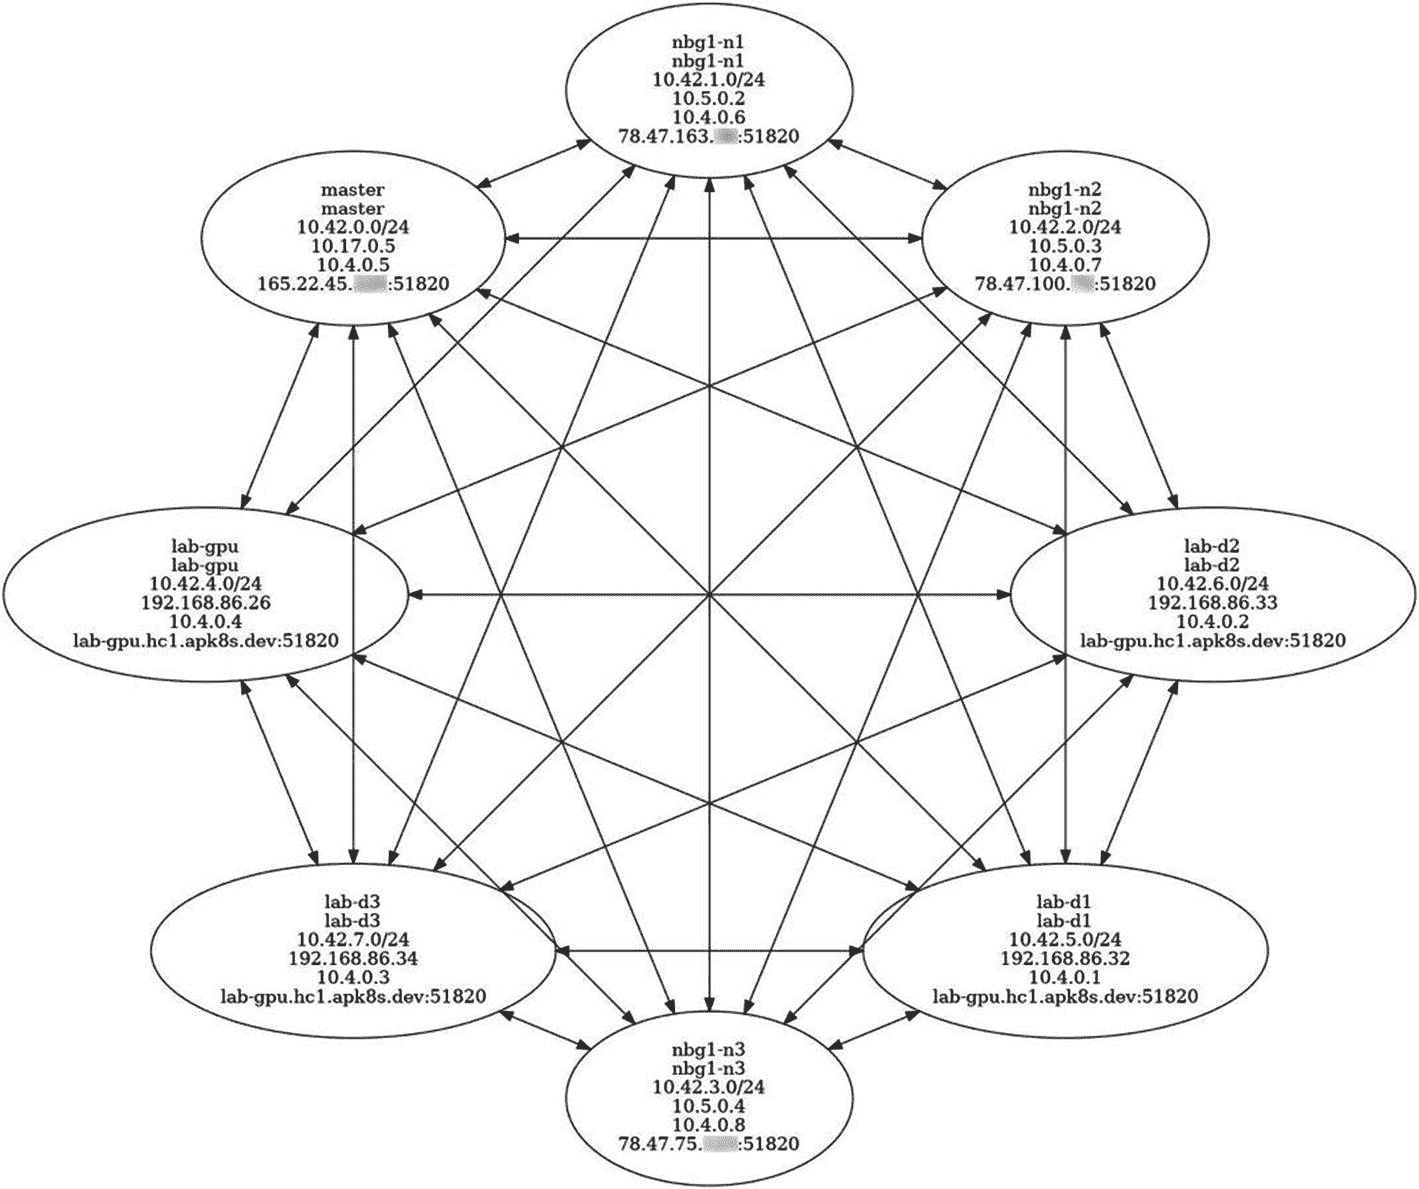 nbg1-n1
nbg1-n1
10.42.1.0/24
10.5.0.2
10.4.0.6
78.47.163. :51820
master
master
10.42.0.0/24
10.17.0.5
10.4.0.5
165.22.45. :51820
nbg1-n2
nbg1-n2
10.42.2.0/24
10.5.0.3
10.4.0.7
78.47.100. :51820
lab-gpu
lab-gpu
10.42.4.0/24
192.168.86.26
10.4.0.4
lab-gpu.hc1.apk8s.dev:51820
lab-d2
lab-d2
10.42.6.0/24
192.168.86.33
10.4.0.2
lab-gpu.hc1.apk8s.dev:51820
lab-d3
lab-d3
10.42.7.0/24
192.168.86.34
10.4.0.3
lab-gpu.hc1.apk8s.dev:51820
lab-d1
lab-d1
10.42.5.0/24
192.168.86.32
10.4.0.1
lab-gpu.hc1.apk8s.dev:51820
nbg1-n3
nbg1-n3
10.42.3.0/24
10.5.0.4
10.4.0.8
78.47.75. :51820